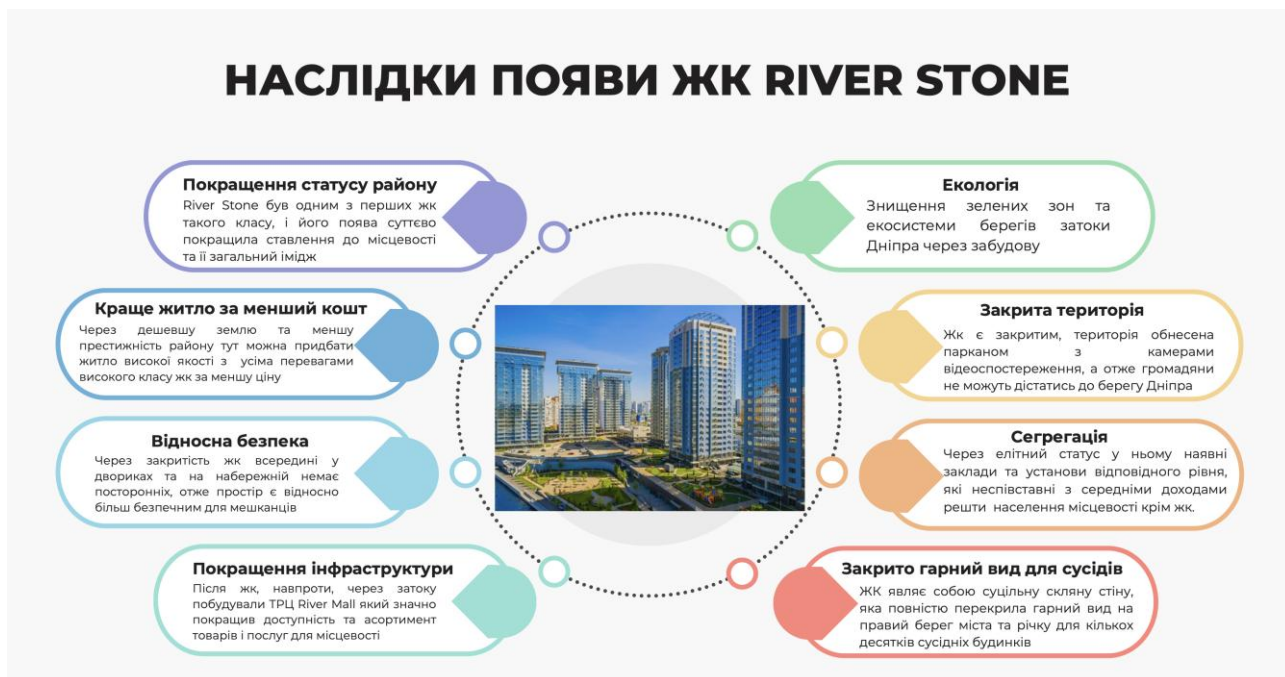 НАСЛІДКИ ПОЯВИ ЖК RIVER STONE
Покращення статусу району
River Stone був одним з перших жк
такого класу, і його поява суттєво
покращила ставлення до місцевості
та її загальний імідж
Краще житло за менший кошт
Через дешевшу землю та меншу
престижність району тут можна придбати
житло високої якості з усіма перевагами
високого класу жк за меншу ціну
Відносна безпека
Через закритість жк всередині у
двориках та на набережній немає
посторонніх, отже простір є відносно
більш безпечним для мешканців
Покращення інфраструктури
Після жк, навпроти, через затоку
побудували ТРЦ River Mall який значно
покращив доступність та асортимент
товарів і послуг для місцевості
Екологія
Знищення зелених зон та
екосистеми берегів затоки
Дніпра через забудову
Закрита територія
Жк є закритим, територія обнесена
парканом з камерами
відеоспостереження, а отже громадяни
не можуть дістатись до берегу Дніпра
Сегрегація
Через елітний статус у ньому наявні
заклади та установи відповідного рівня,
які неспівставні з середніми доходами
решти населення місцевості крім жк.
Закрито гарний вид для сусідів
ЖК являє собою суцільну скляну стіну,
яка повністю перекрила гарний вид на
правий берег міста та річку для кількох
десятків сусідніх будинків